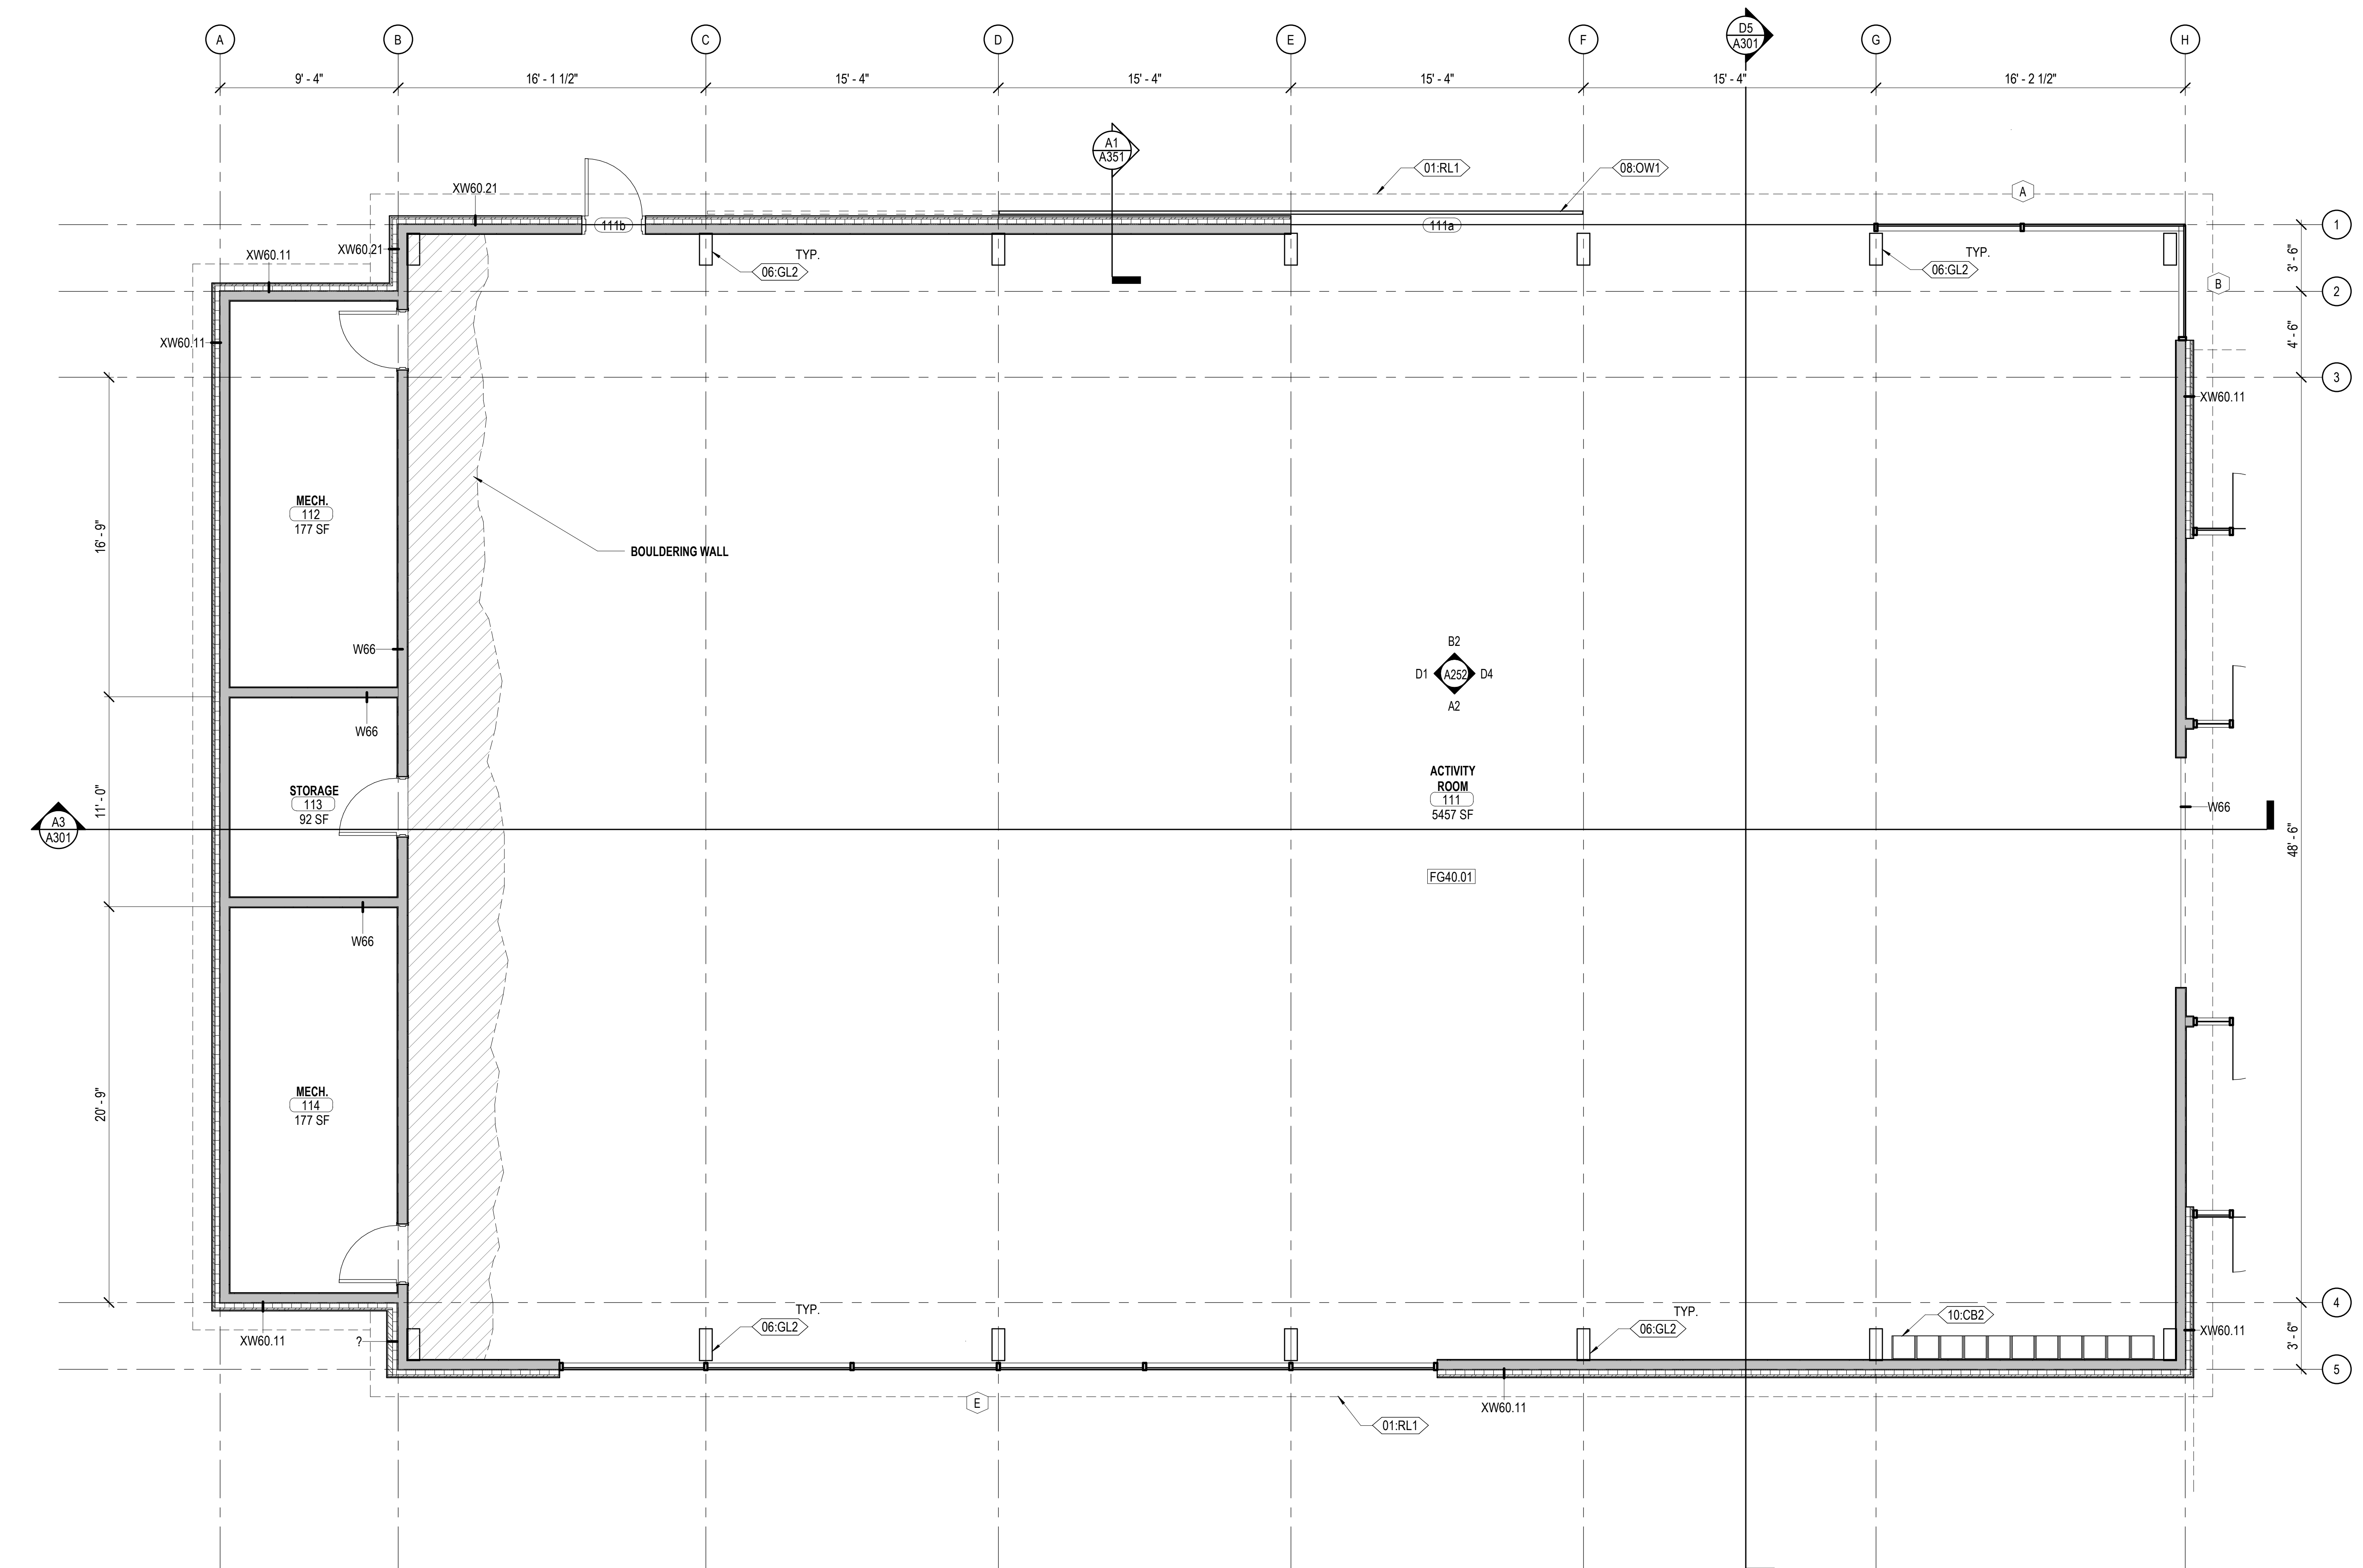 A
B
C
D
E
F
D5
A301
G
H
9' - 4"
16' - 1 1/2"
15' - 4"
15' - 4"
15' - 4"
15' - 4"
16' - 2 1/2"
A1
A351
01:RL1
08:OW1
A
XW60.21
111b
111a
1
XW60.21
XW60.11
TYP.
06:GL2
TYP.
06:GL2
3' - 6"
B
2
4' - 6"
XW60.11
3
XW60.11
MECH.
112
177 SF
16' - 9"
BOULDERING WALL
W66
B2
D1
A252
D4
A2
W66
ACTIVITY
ROOM
111
5457 SF
STORAGE
113
92 SF
11' - 0"
W66
A3
A301
48' - 6"
FG40.01
W66
MECH.
114
177 SF
20' - 9"
TYP.
06:GL2
TYP.
06:GL2
10:CB2
4
XW60.11
XW60.11
?
3' - 6"
5
E
XW60.11
01:RL1